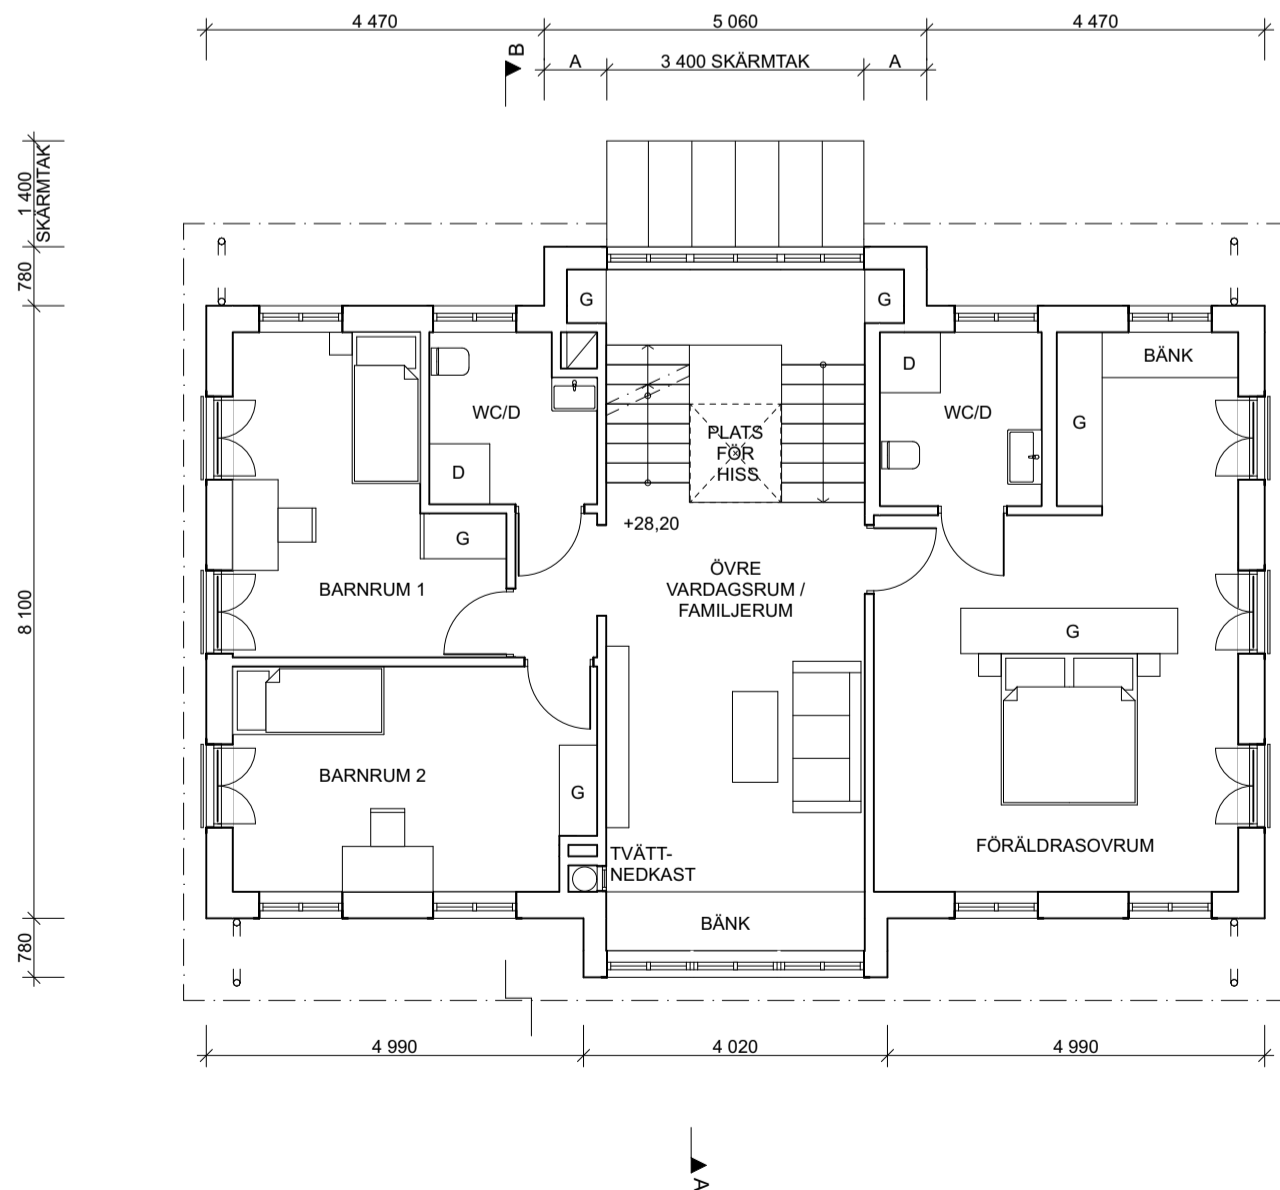 4 470
5 060
4 470
B
A
3 400 SKÄRMTAK
A
1 400
SKÄRMTAK
780
G
G
BÄNK
D
WC/D
WC/D
G
PLATS
FÖR
HISS
D
+28,20
G
ÖVRE
VARDAGSRUM /
FAMILJERUM
BARNRUM 1
8 100
G
BARNRUM 2
G
FÖRÄLDRASOVRUM
TVÄTT-
NEDKAST
BÄNK
780
4 990
4 020
4 990
A